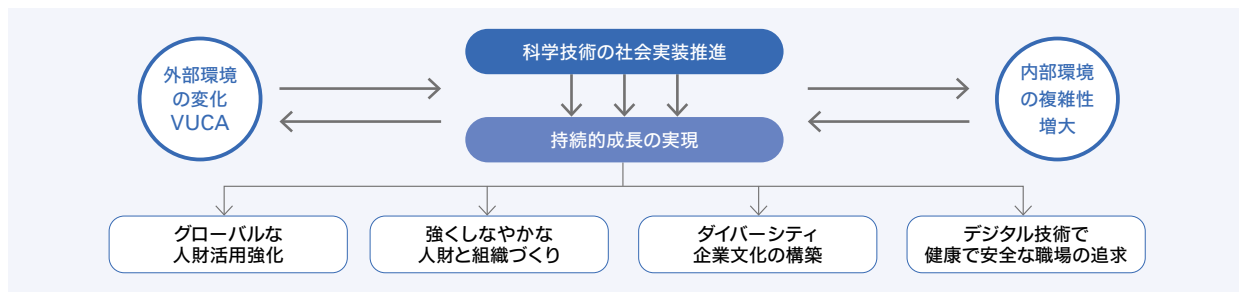 科学技術の社会実装推進
外部環境
の変化
VUCA
内部環境
の複雑性
増大
持続的成長の実現
グローバルな
人財活用強化
強くしなやかな
人財と組織づくり
ダイバーシティ
企業文化の構築
デジタル技術で
健康で安全な職場の追求